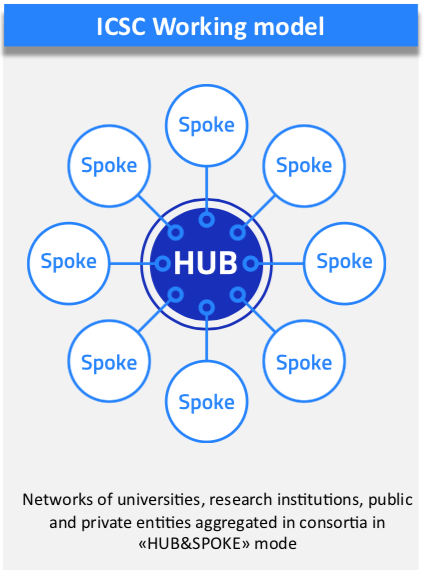 ICSC Working model
Spoke
Spoke
Spoke
Spoke
HUB
Spoke
Spoke
Spoke
Spoke
Networks of universities, research institutions, public
and private entities aggregated in consortia in
«HUB&SPOKE» mode